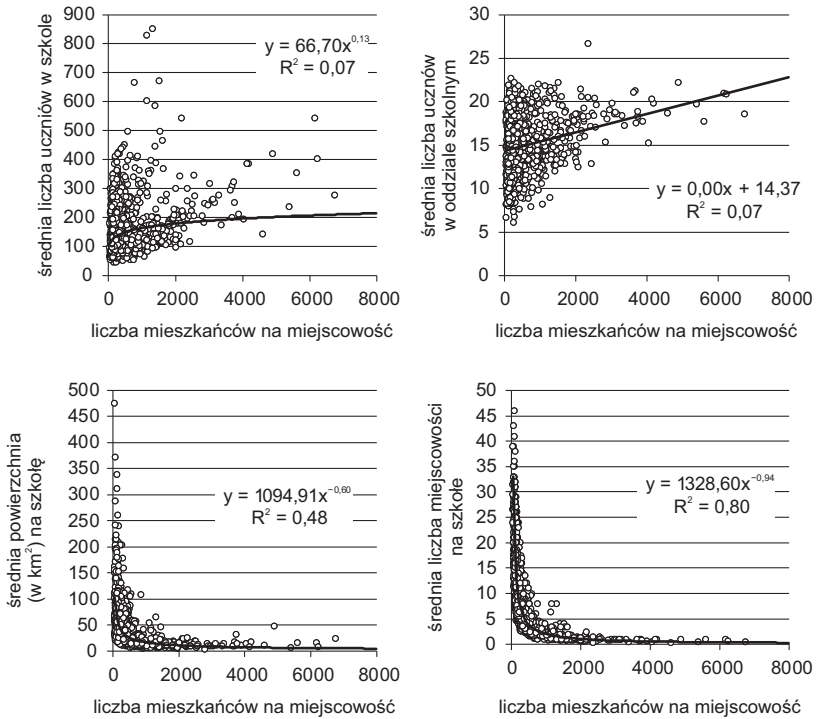 średnia liczba uczniów w szkole
900
800
700
600
500
400
300
200
100
0
y = 66,70x^0,13
R² = 0,07
0 2000 4000 6000 8000
liczba mieszkańców na miejscowość
średnia liczba ucznów
w oddziale szkolnym
30
25
20
15
10
5
0
y = 0,00x + 14,37
R² = 0,07
0 2000 4000 6000 8000
liczba mieszkańców na miejscowość
średnia powierzchnia
(w km²) na szkołę
500
450
400
350
300
250
200
150
100
50
0
y = 1094,91x^−0,60
R² = 0,48
0 2000 4000 6000 8000
liczba mieszkańców na miejscowość
średnia liczba miejscowości
na szkołe
50
45
40
35
30
25
20
15
10
5
0
y = 1328,60x^−0,94
R² = 0,80
0 2000 4000 6000 8000
liczba mieszkańców na miejscowość